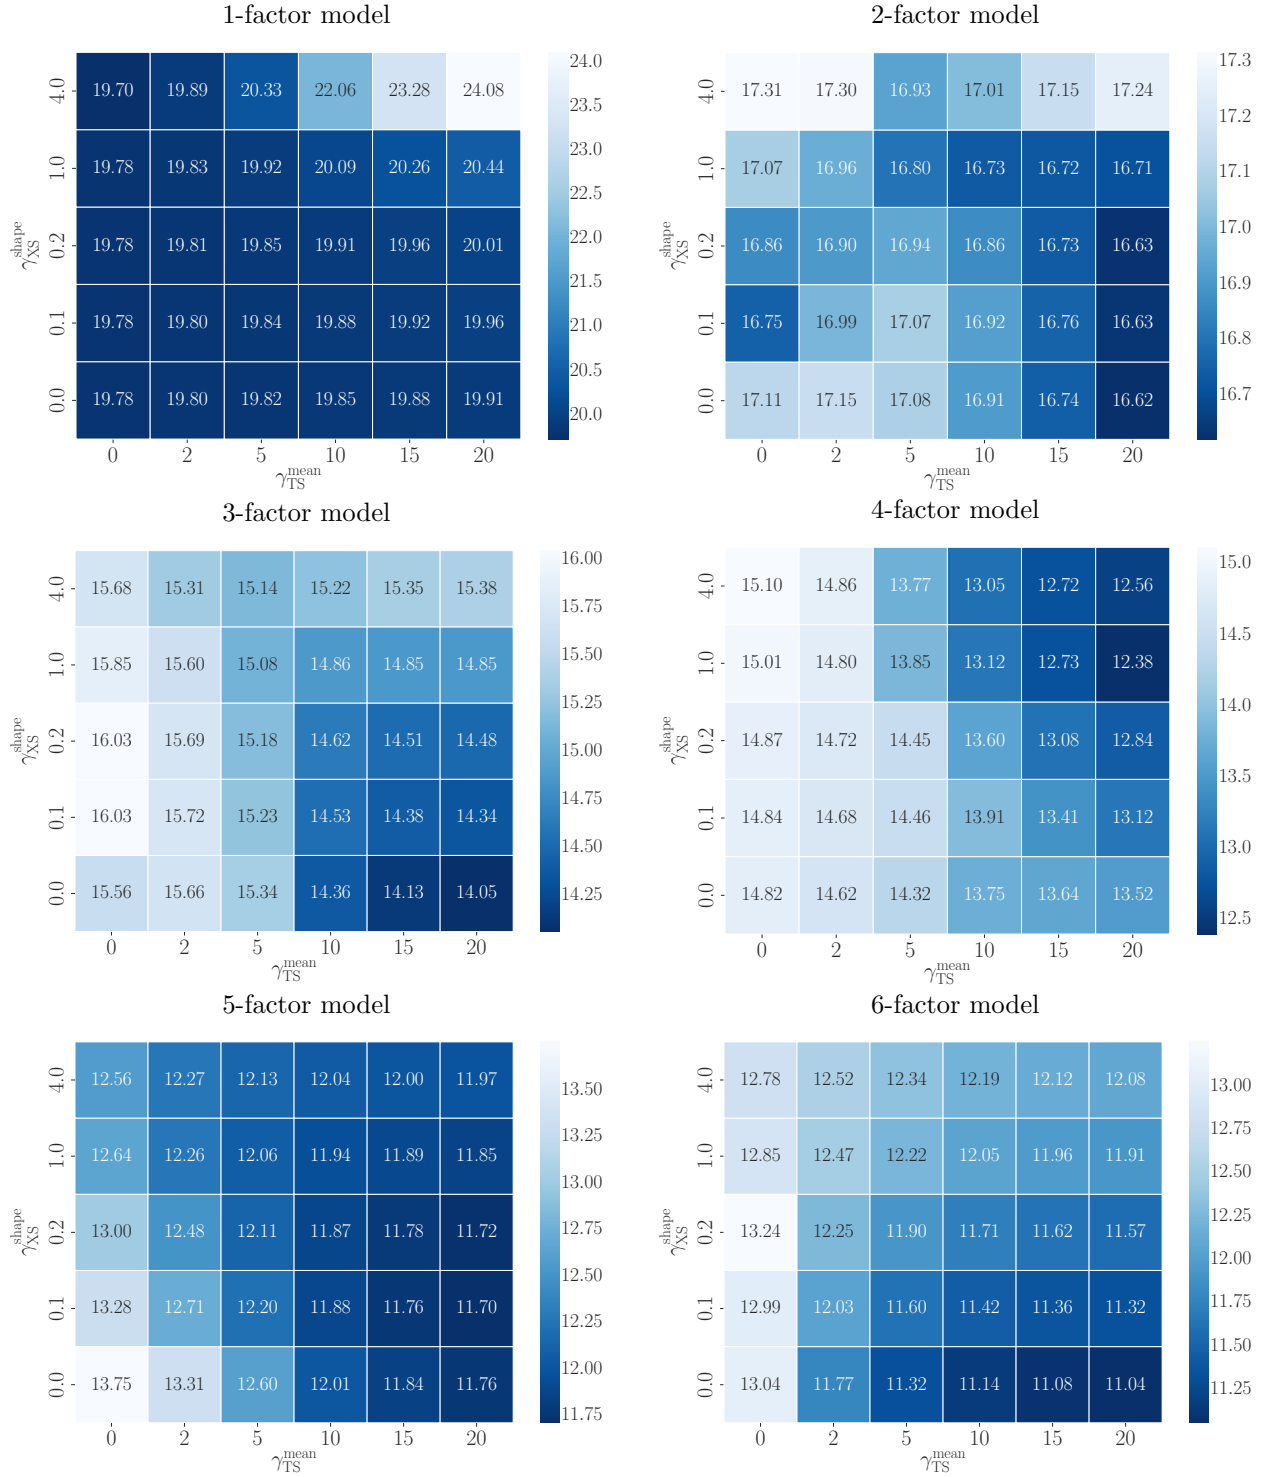 1-factor model
4.0 19.70 19.89 20.33 22.06 23.28 24.08
1.0 19.78 19.83 19.92 20.09 20.26 20.44
0.2 19.78 19.81 19.85 19.91 19.96 20.01
0.1 19.78 19.80 19.84 19.88 19.92 19.96
0.0 19.78 19.80 19.82 19.85 19.88 19.91
0 2 5 10 15 20
γ_TS^mean
γ_XS^shape
24.0
23.5
23.0
22.5
22.0
21.5
21.0
20.5
20.0
2-factor model
4.0 17.31 17.30 16.93 17.01 17.15 17.24
1.0 17.07 16.96 16.80 16.73 16.72 16.71
0.2 16.86 16.90 16.94 16.86 16.73 16.63
0.1 16.75 16.99 17.07 16.92 16.76 16.63
0.0 17.11 17.15 17.08 16.91 16.74 16.62
0 2 5 10 15 20
γ_TS^mean
γ_XS^shape
17.3
17.2
17.1
17.0
16.9
16.8
16.7
3-factor model
4.0 15.68 15.31 15.14 15.22 15.35 15.38
1.0 15.85 15.60 15.08 14.86 14.85 14.85
0.2 16.03 15.69 15.18 14.62 14.51 14.48
0.1 16.03 15.72 15.23 14.53 14.38 14.34
0.0 15.56 15.66 15.34 14.36 14.13 14.05
0 2 5 10 15 20
γ_TS^mean
γ_XS^shape
16.00
15.75
15.50
15.25
15.00
14.75
14.50
14.25
4-factor model
4.0 15.10 14.86 13.77 13.05 12.72 12.56
1.0 15.01 14.80 13.85 13.12 12.73 12.38
0.2 14.87 14.72 14.45 13.60 13.08 12.84
0.1 14.84 14.68 14.46 13.91 13.41 13.12
0.0 14.82 14.62 14.32 13.75 13.64 13.52
0 2 5 10 15 20
γ_TS^mean
γ_XS^shape
15.0
14.5
14.0
13.5
13.0
12.5
5-factor model
4.0 12.56 12.27 12.13 12.04 12.00 11.97
1.0 12.64 12.26 12.06 11.94 11.89 11.85
0.2 13.00 12.48 12.11 11.87 11.78 11.72
0.1 13.28 12.71 12.20 11.88 11.76 11.70
0.0 13.75 13.31 12.60 12.01 11.84 11.76
0 2 5 10 15 20
γ_TS^mean
γ_XS^shape
13.50
13.25
13.00
12.75
12.50
12.25
12.00
11.75
6-factor model
4.0 12.78 12.52 12.34 12.19 12.12 12.08
1.0 12.85 12.47 12.22 12.05 11.96 11.91
0.2 13.24 12.25 11.90 11.71 11.62 11.57
0.1 12.99 12.03 11.60 11.42 11.36 11.32
0.0 13.04 11.77 11.32 11.14 11.08 11.04
0 2 5 10 15 20
γ_TS^mean
γ_XS^shape
13.00
12.75
12.50
12.25
12.00
11.75
11.50
11.25